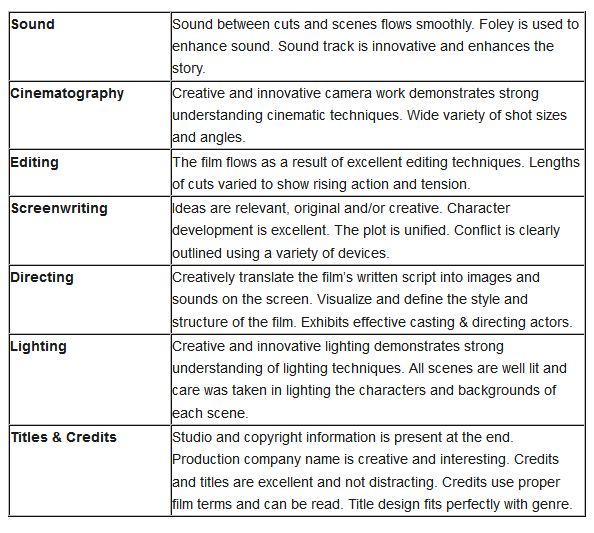 Sound
Sound between cuts and scenes flows smoothly. Foley is used to
enhance sound. Sound track is innovative and enhances the
story.
Cinematography
Creative and innovative camera work demonstrates strong
understanding cinematic techniques. Wide variety of shot sizes
and angles.
Editing
The film flows as a result of excellent editing techniques. Lengths
of cuts varied to show rising action and tension.
Screenwriting
Ideas are relevant, original and/or creative. Character
development is excellent. The plot is unified. Conflict is clearly
outlined using a variety of devices.
Directing
Creatively translate the film's written script into images and
sounds on the screen. Visualize and define the style and
structure of the film. Exhibits effective casting & directing actors.
Lighting
Creative and innovative lighting demonstrates strong
understanding of lighting techniques. All scenes are well lit and
care was taken in lighting the characters and backgrounds of
each scene.
Titles & Credits
Studio and copyright information is present at the end.
Production company name is creative and interesting. Credits
and titles are excellent and not distracting. Credits use proper
film terms and can be read. Title design fits perfectly with genre.